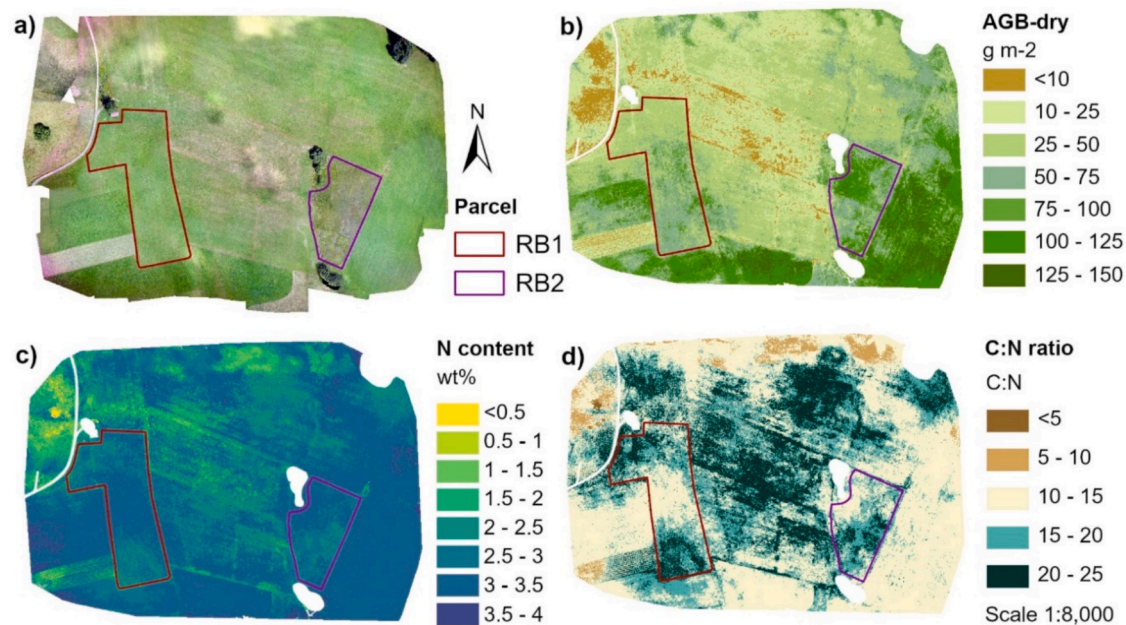 a)
N
Parcel
RB1
RB2
b)
AGB-dry
g m-2
<10
10 - 25
25 - 50
50 - 75
75 - 100
100 - 125
125 - 150
c)
N content
wt%
<0.5
0.5 - 1
1 - 1.5
1.5 - 2
2 - 2.5
2.5 - 3
3 - 3.5
3.5 - 4
d)
C:N ratio
C:N
<5
5 - 10
10 - 15
15 - 20
20 - 25
Scale 1:8,000